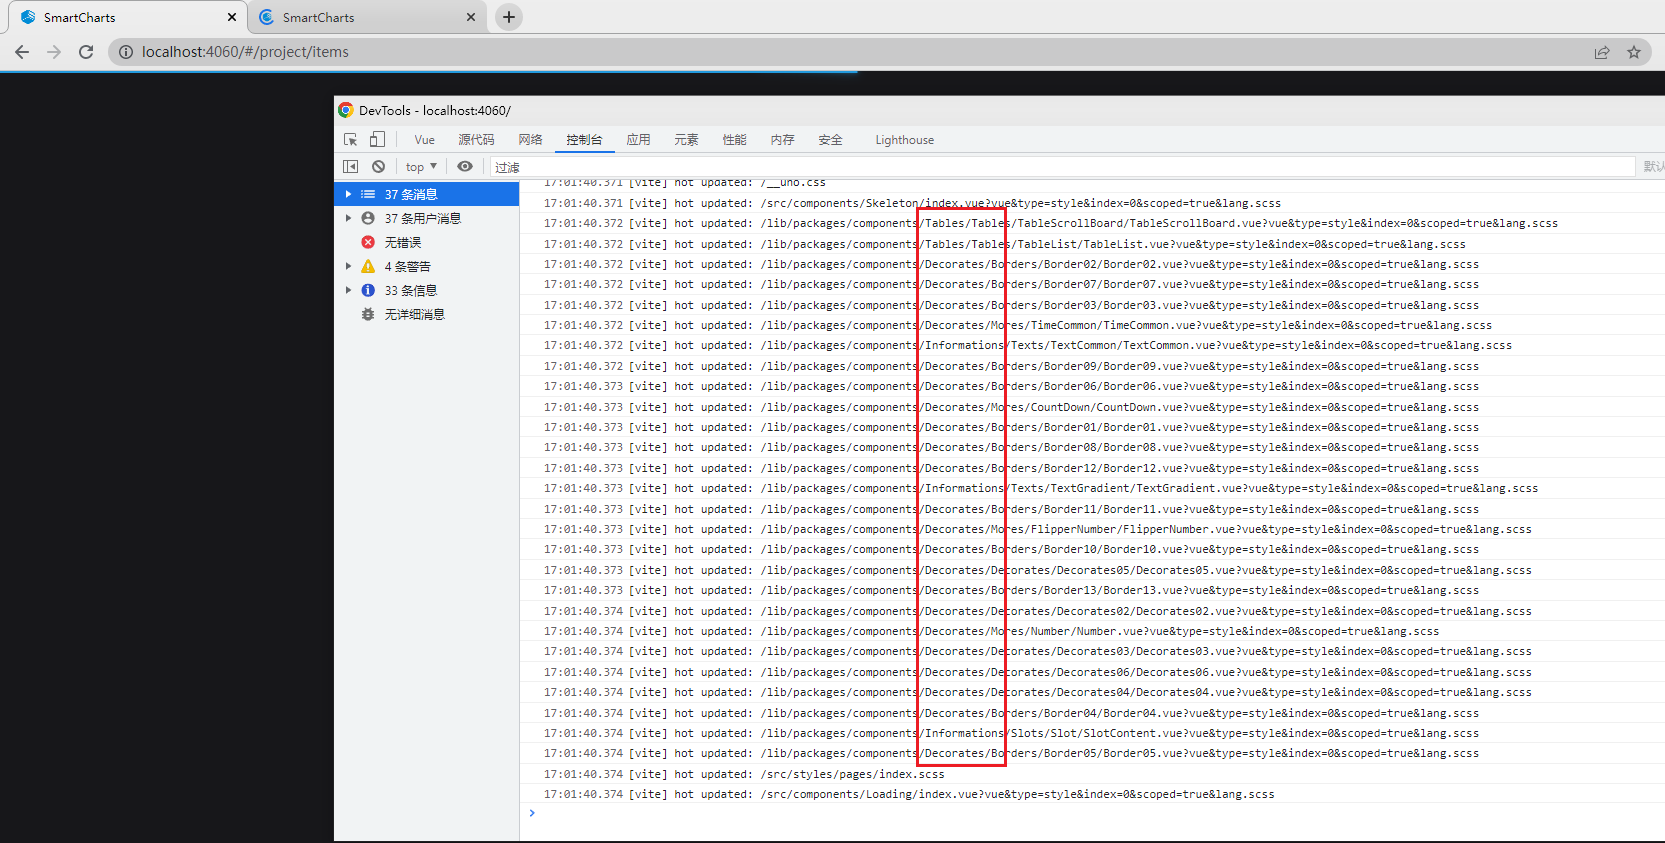 SmartCharts
SmartCharts
localhost:4060/#/project/items
DevTools - localhost:4060/
Vue 源代码 网络 控制台 应用 元素 性能 内存 安全 Lighthouse
top 过滤 默认
37 条消息
37 条用户消息
无错误
4 条警告
33 条信息
无详细消息
17:01:40.371 [vite] hot updated: /__uno.css
17:01:40.371 [vite] hot updated: /src/components/Skeleton/index.vue?vue&type=style&index=0&scoped=true&lang.scss
17:01:40.372 [vite] hot updated: /lib/packages/components/Tables/Tables/TableScrollBoard/TableScrollBoard.vue?vue&type=style&index=0&scoped=true&lang.scss
17:01:40.372 [vite] hot updated: /lib/packages/components/Tables/Tables/TableList/TableList.vue?vue&type=style&index=0&scoped=true&lang.scss
17:01:40.372 [vite] hot updated: /lib/packages/components/Decorates/Borders/Border02/Border02.vue?vue&type=style&index=0&scoped=true&lang.scss
17:01:40.372 [vite] hot updated: /lib/packages/components/Decorates/Borders/Border07/Border07.vue?vue&type=style&index=0&scoped=true&lang.scss
17:01:40.372 [vite] hot updated: /lib/packages/components/Decorates/Borders/Border03/Border03.vue?vue&type=style&index=0&scoped=true&lang.scss
17:01:40.372 [vite] hot updated: /lib/packages/components/Decorates/Mores/TimeCommon/TimeCommon.vue?vue&type=style&index=0&scoped=true&lang.scss
17:01:40.372 [vite] hot updated: /lib/packages/components/Informations/Texts/TextCommon/TextCommon.vue?vue&type=style&index=0&scoped=true&lang.scss
17:01:40.372 [vite] hot updated: /lib/packages/components/Decorates/Borders/Border09/Border09.vue?vue&type=style&index=0&scoped=true&lang.scss
17:01:40.373 [vite] hot updated: /lib/packages/components/Decorates/Borders/Border06/Border06.vue?vue&type=style&index=0&scoped=true&lang.scss
17:01:40.373 [vite] hot updated: /lib/packages/components/Decorates/Mores/CountDown/CountDown.vue?vue&type=style&index=0&scoped=true&lang.scss
17:01:40.373 [vite] hot updated: /lib/packages/components/Decorates/Borders/Border01/Border01.vue?vue&type=style&index=0&scoped=true&lang.scss
17:01:40.373 [vite] hot updated: /lib/packages/components/Decorates/Borders/Border08/Border08.vue?vue&type=style&index=0&scoped=true&lang.scss
17:01:40.373 [vite] hot updated: /lib/packages/components/Decorates/Borders/Border12/Border12.vue?vue&type=style&index=0&scoped=true&lang.scss
17:01:40.373 [vite] hot updated: /lib/packages/components/Informations/Texts/TextGradient/TextGradient.vue?vue&type=style&index=0&scoped=true&lang.scss
17:01:40.373 [vite] hot updated: /lib/packages/components/Decorates/Borders/Border11/Border11.vue?vue&type=style&index=0&scoped=true&lang.scss
17:01:40.373 [vite] hot updated: /lib/packages/components/Decorates/Mores/FlipperNumber/FlipperNumber.vue?vue&type=style&index=0&scoped=true&lang.scss
17:01:40.373 [vite] hot updated: /lib/packages/components/Decorates/Borders/Border10/Border10.vue?vue&type=style&index=0&scoped=true&lang.scss
17:01:40.373 [vite] hot updated: /lib/packages/components/Decorates/Decorates/Decorates05/Decorates05.vue?vue&type=style&index=0&scoped=true&lang.scss
17:01:40.373 [vite] hot updated: /lib/packages/components/Decorates/Borders/Border13/Border13.vue?vue&type=style&index=0&scoped=true&lang.scss
17:01:40.374 [vite] hot updated: /lib/packages/components/Decorates/Decorates/Decorates02/Decorates02.vue?vue&type=style&index=0&scoped=true&lang.scss
17:01:40.374 [vite] hot updated: /lib/packages/components/Decorates/Mores/Number/Number.vue?vue&type=style&index=0&scoped=true&lang.scss
17:01:40.374 [vite] hot updated: /lib/packages/components/Decorates/Decorates/Decorates03/Decorates03.vue?vue&type=style&index=0&scoped=true&lang.scss
17:01:40.374 [vite] hot updated: /lib/packages/components/Decorates/Decorates/Decorates06/Decorates06.vue?vue&type=style&index=0&scoped=true&lang.scss
17:01:40.374 [vite] hot updated: /lib/packages/components/Decorates/Decorates/Decorates04/Decorates04.vue?vue&type=style&index=0&scoped=true&lang.scss
17:01:40.374 [vite] hot updated: /lib/packages/components/Decorates/Borders/Border04/Border04.vue?vue&type=style&index=0&scoped=true&lang.scss
17:01:40.374 [vite] hot updated: /lib/packages/components/Informations/Slots/Slot/SlotContent.vue?vue&type=style&index=0&scoped=true&lang.scss
17:01:40.374 [vite] hot updated: /lib/packages/components/Decorates/Borders/Border05/Border05.vue?vue&type=style&index=0&scoped=true&lang.scss
17:01:40.374 [vite] hot updated: /src/styles/pages/index.scss
17:01:40.374 [vite] hot updated: /src/components/Loading/index.vue?vue&type=style&index=0&scoped=true&lang.scss